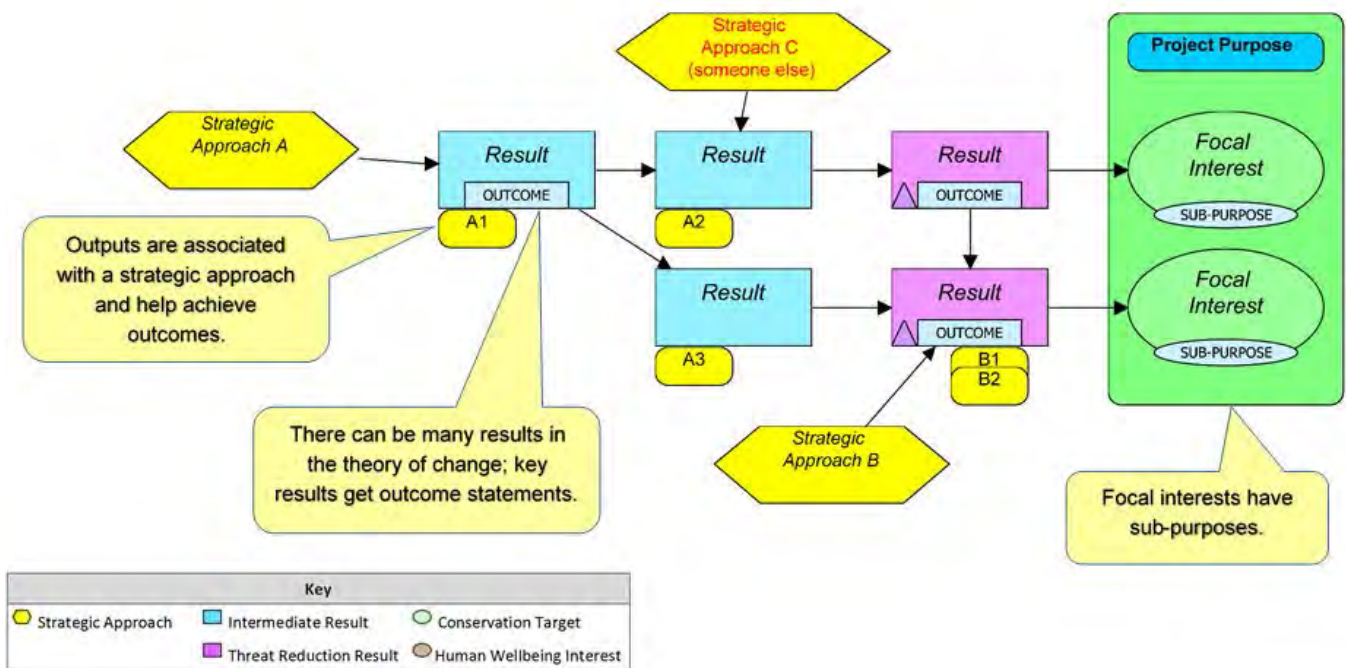 Strategic
Approach C
(someone else)
Project Purpose
Strategic
Approach A
Result
OUTCOME
A1
Result
A2
Result
OUTCOME
Focal
Interest
SUB-PURPOSE
Outputs are associated
with a strategic approach
and help achieve
outcomes.
Result
A3
Result
OUTCOME
B1
B2
Focal
Interest
SUB-PURPOSE
There can be many results in
the theory of change; key
results get outcome statements.
Strategic
Approach B
Focal interests have
sub-purposes.
Key
Strategic Approach
Intermediate Result
Conservation Target
Threat Reduction Result
Human Wellbeing Interest